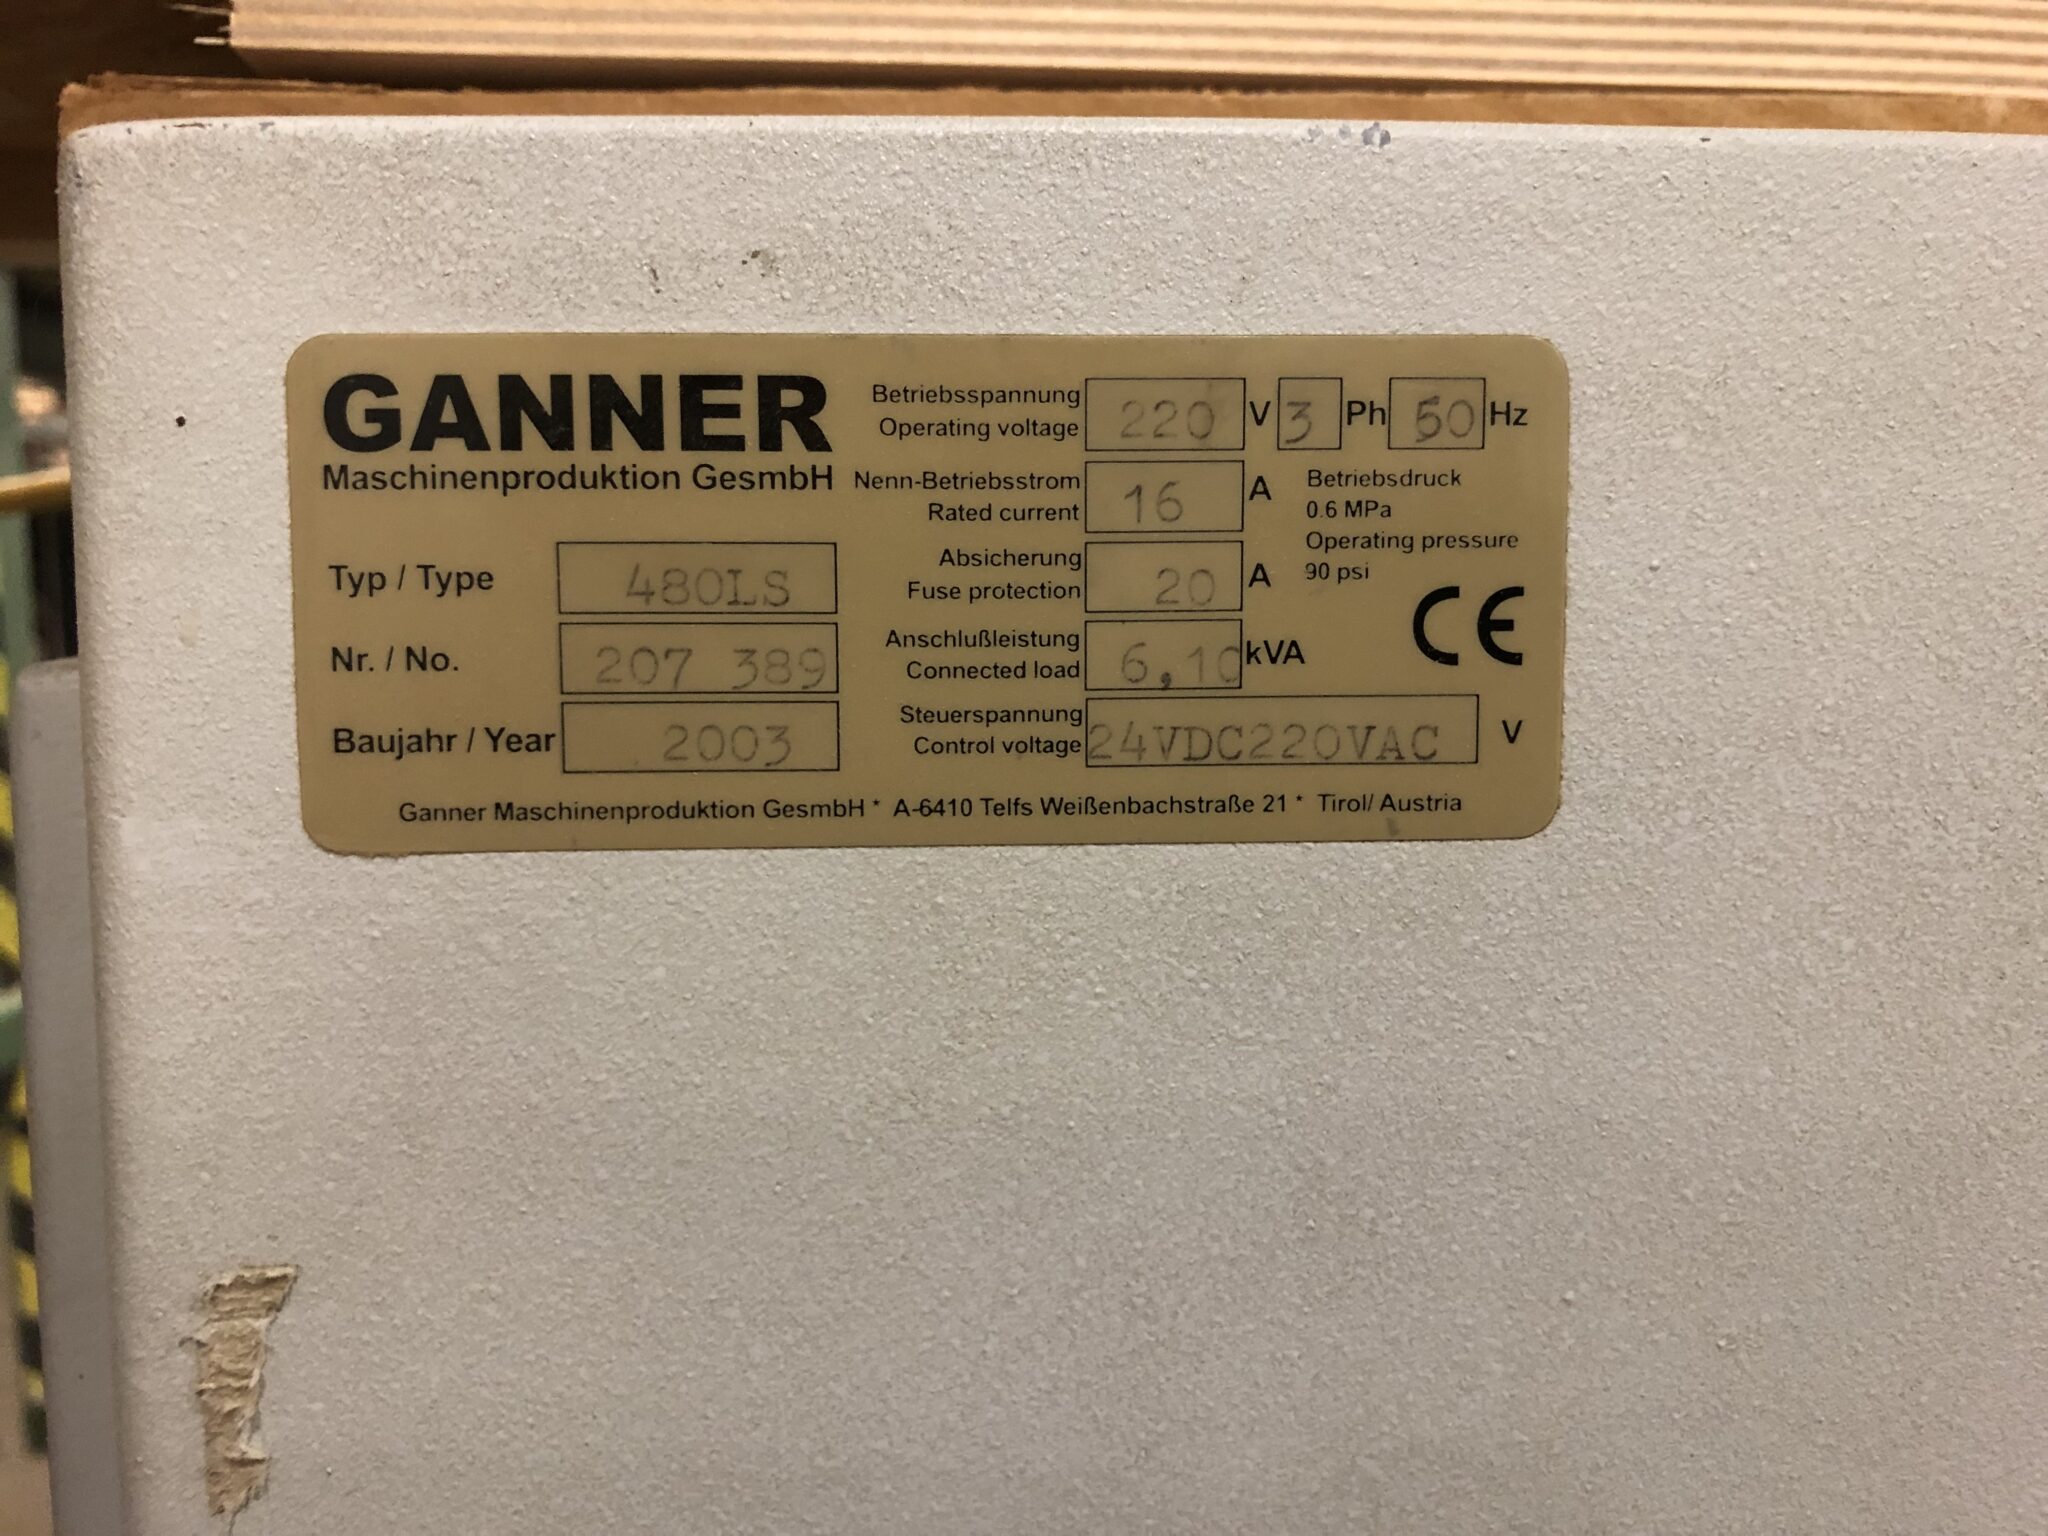 GANNER
Maschinenproduktion GesmbH
Typ / Type 480LS
Nr. / No. 207 389
Baujahr / Year 2003
Betriebsspannung
Operating voltage 220 V 3 Ph 50 Hz
Nenn-Betriebsstrom
Rated current 16 A
Absicherung
Fuse protection 20 A
Anschlußleistung
Connected load 6,10 kVA
Steuerspannung
Control voltage 24VDC220VAC V
Betriebsdruck
0.6 MPa
Operating pressure
90 psi
CE
Ganner Maschinenproduktion GesmbH * A-6410 Telfs Weißenbachstraße 21 * Tirol/ Austria